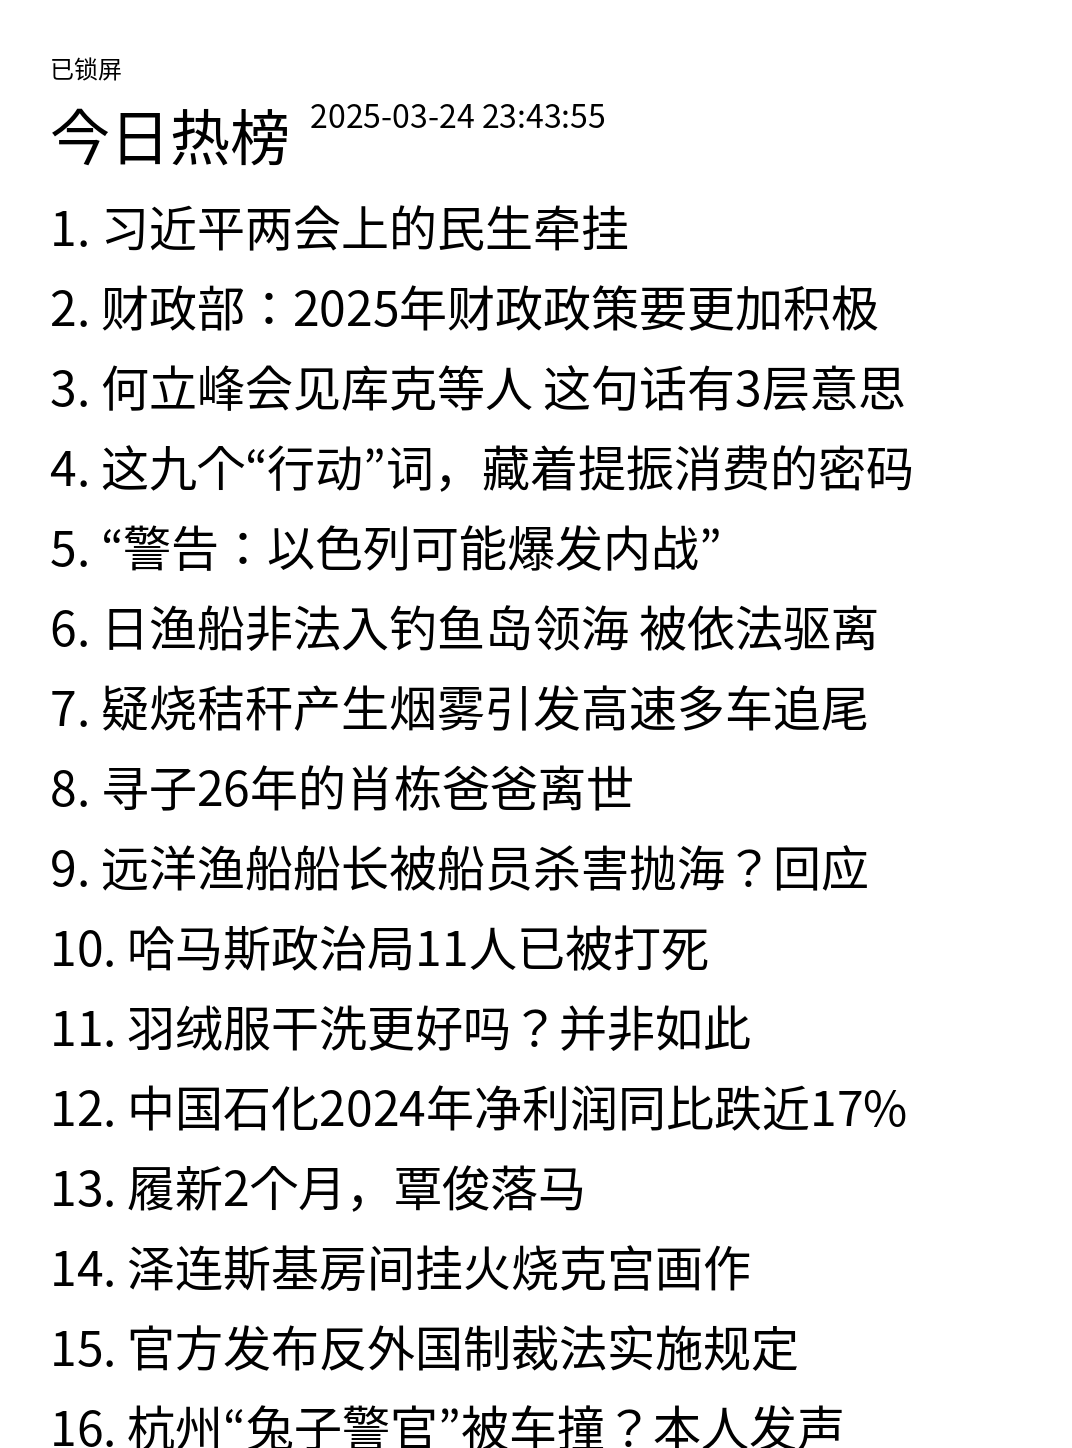 已锁屏
今日热榜 2025-03-24 23:43:55
1. 习近平两会上的民生牵挂
2. 财政部：2025年财政政策要更加积极
3. 何立峰会见库克等人 这句话有3层意思
4. 这九个“行动”词，藏着提振消费的密码
5. “警告：以色列可能爆发内战”
6. 日渔船非法入钓鱼岛领海 被依法驱离
7. 疑烧秸秆产生烟雾引发高速多车追尾
8. 寻子26年的肖栋爸爸离世
9. 远洋渔船船长被船员杀害抛海？回应
10. 哈马斯政治局11人已被打死
11. 羽绒服干洗更好吗？并非如此
12. 中国石化2024年净利润同比跌近17%
13. 履新2个月，覃俊落马
14. 泽连斯基房间挂火烧克宫画作
15. 官方发布反外国制裁法实施规定
16. 杭州“兔子警官”被车撞？本人发声